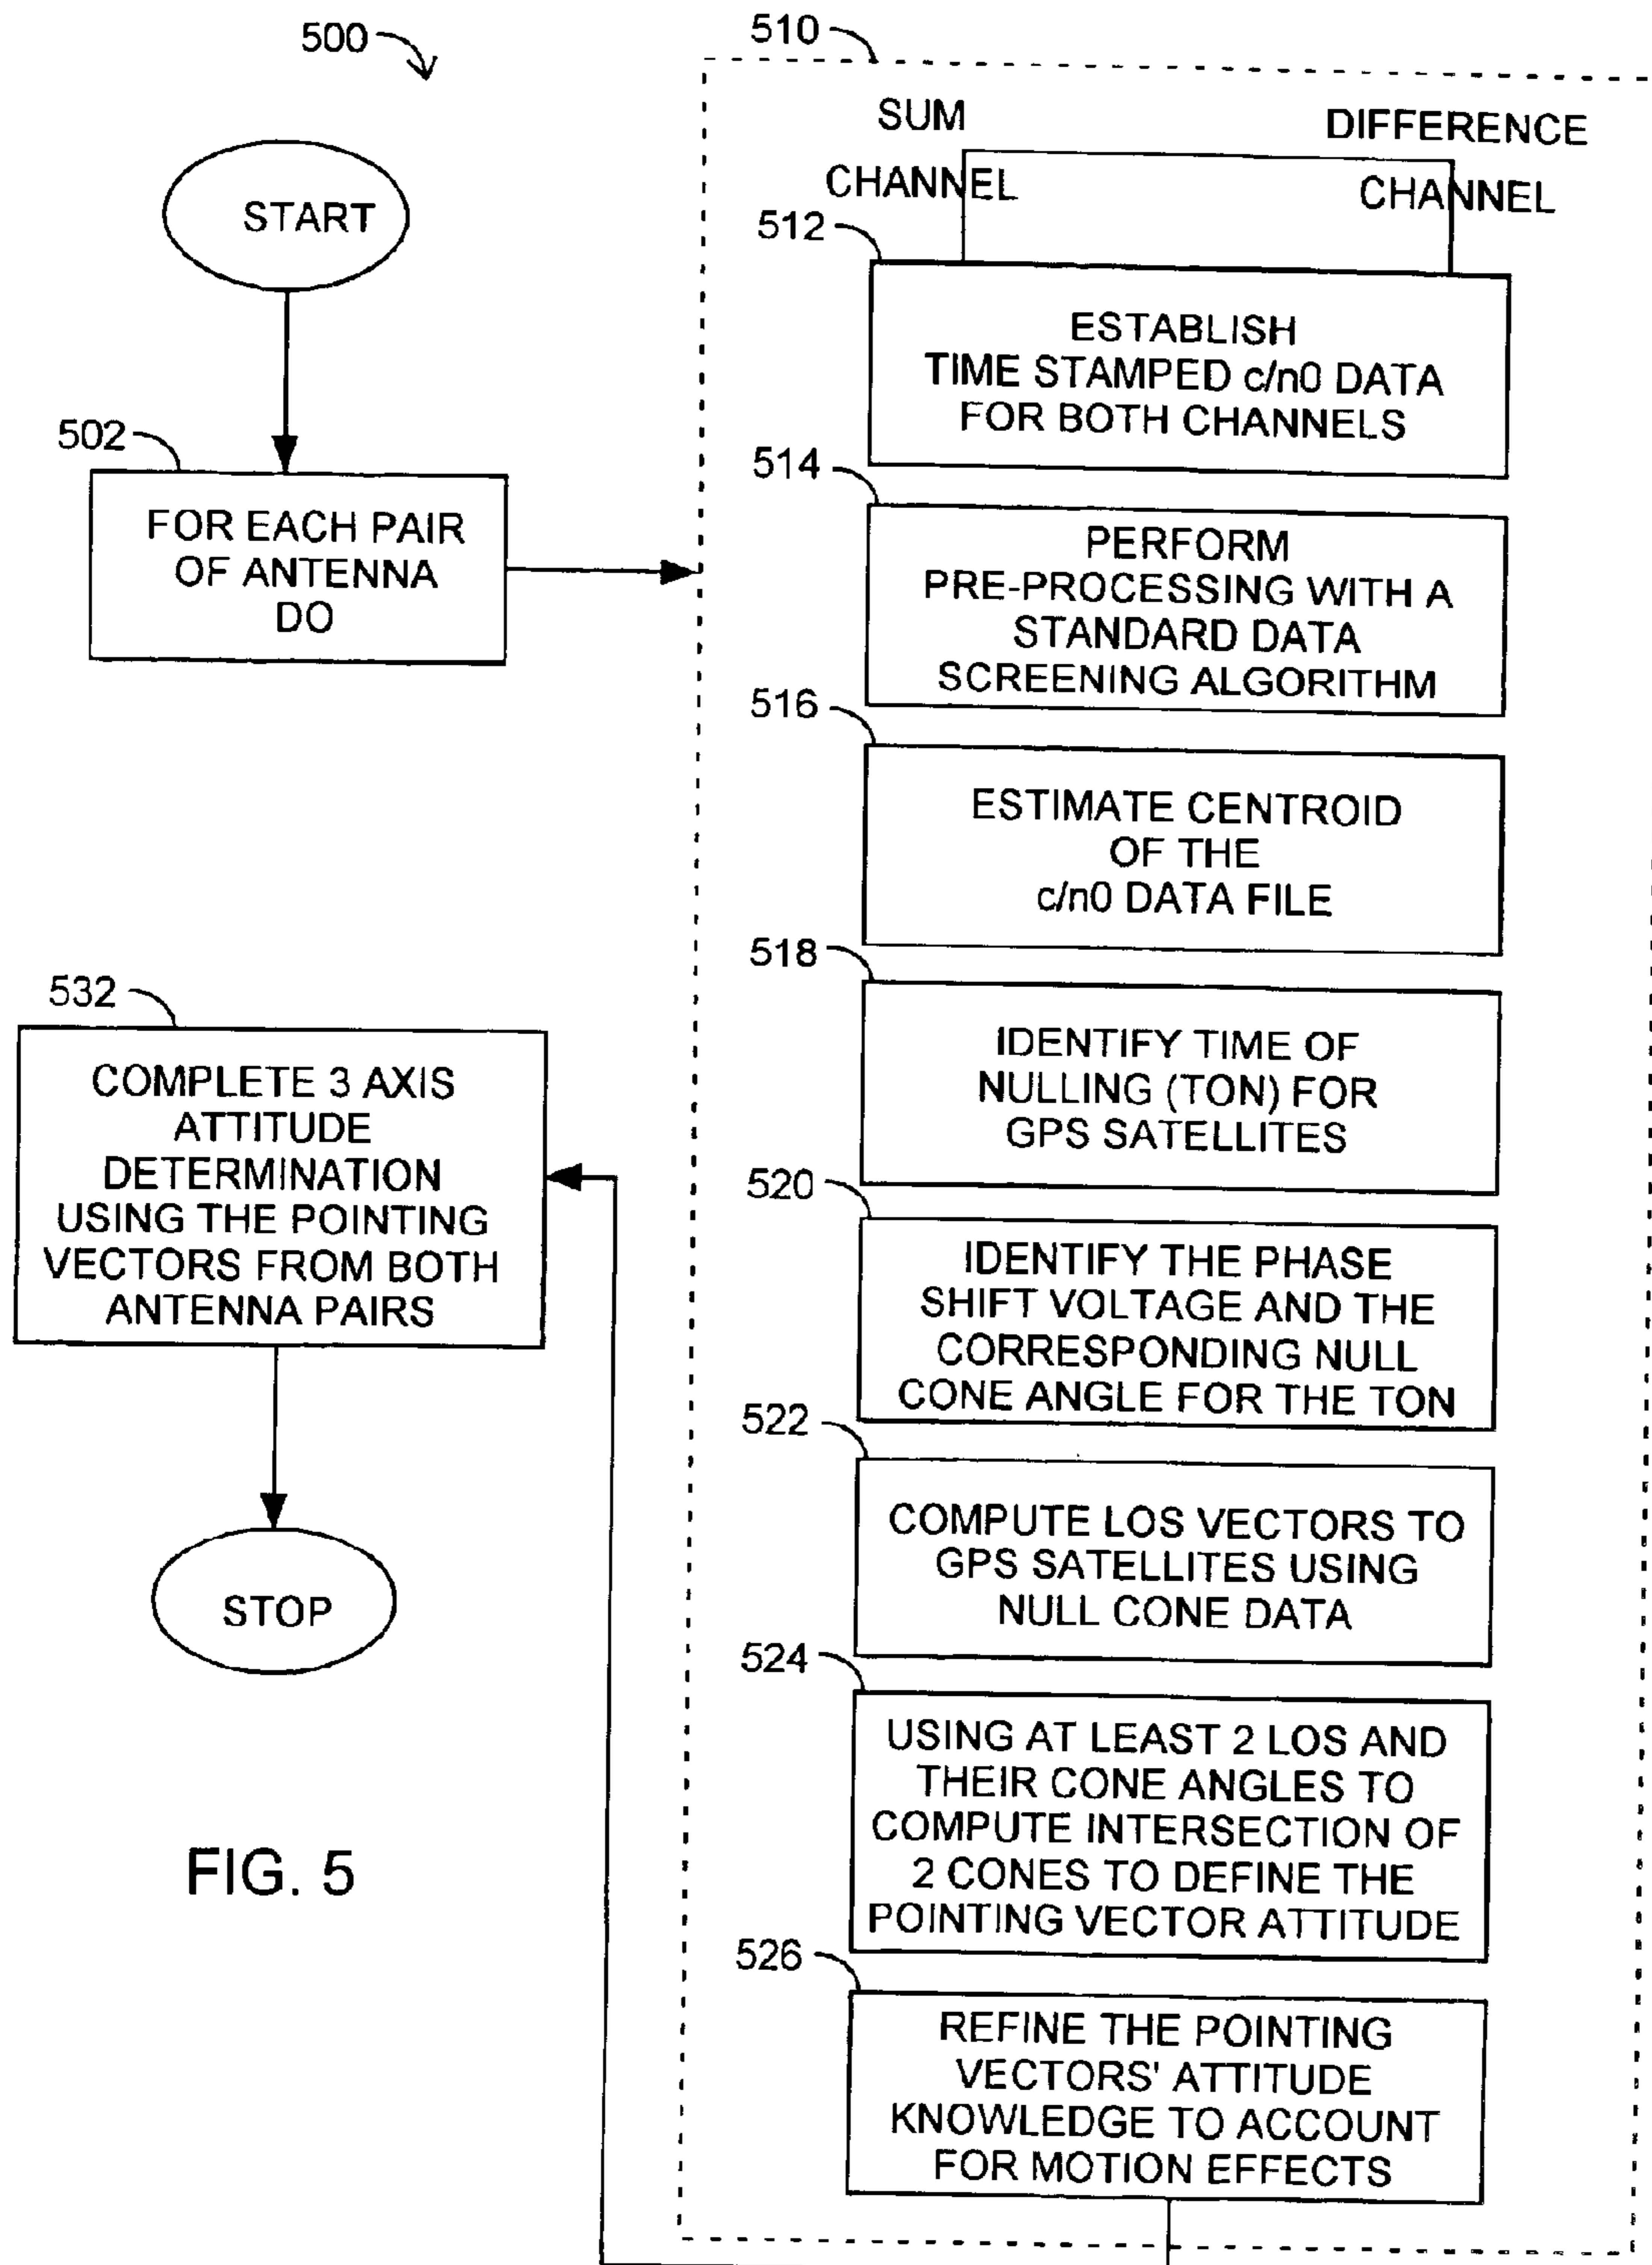 500
START
502
FOR EACH PAIR
OF ANTENNA
DO
510
SUM
CHANNEL
DIFFERENCE
CHANNEL
512
ESTABLISH
TIME STAMPED c/n0 DATA
FOR BOTH CHANNELS
514
PERFORM
PRE-PROCESSING WITH A
STANDARD DATA
SCREENING ALGORITHM
516
ESTIMATE CENTROID
OF THE
c/n0 DATA FILE
518
IDENTIFY TIME OF
NULLING (TON) FOR
GPS SATELLITES
520
IDENTIFY THE PHASE
SHIFT VOLTAGE AND THE
CORRESPONDING NULL
CONE ANGLE FOR THE TON
522
COMPUTE LOS VECTORS TO
GPS SATELLITES USING
NULL CONE DATA
524
USING AT LEAST 2 LOS AND
THEIR CONE ANGLES TO
COMPUTE INTERSECTION OF
2 CONES TO DEFINE THE
POINTING VECTOR ATTITUDE
526
REFINE THE POINTING
VECTORS' ATTITUDE
KNOWLEDGE TO ACCOUNT
FOR MOTION EFFECTS
532
COMPLETE 3 AXIS
ATTITUDE
DETERMINATION
USING THE POINTING
VECTORS FROM BOTH
ANTENNA PAIRS
STOP
FIG. 5